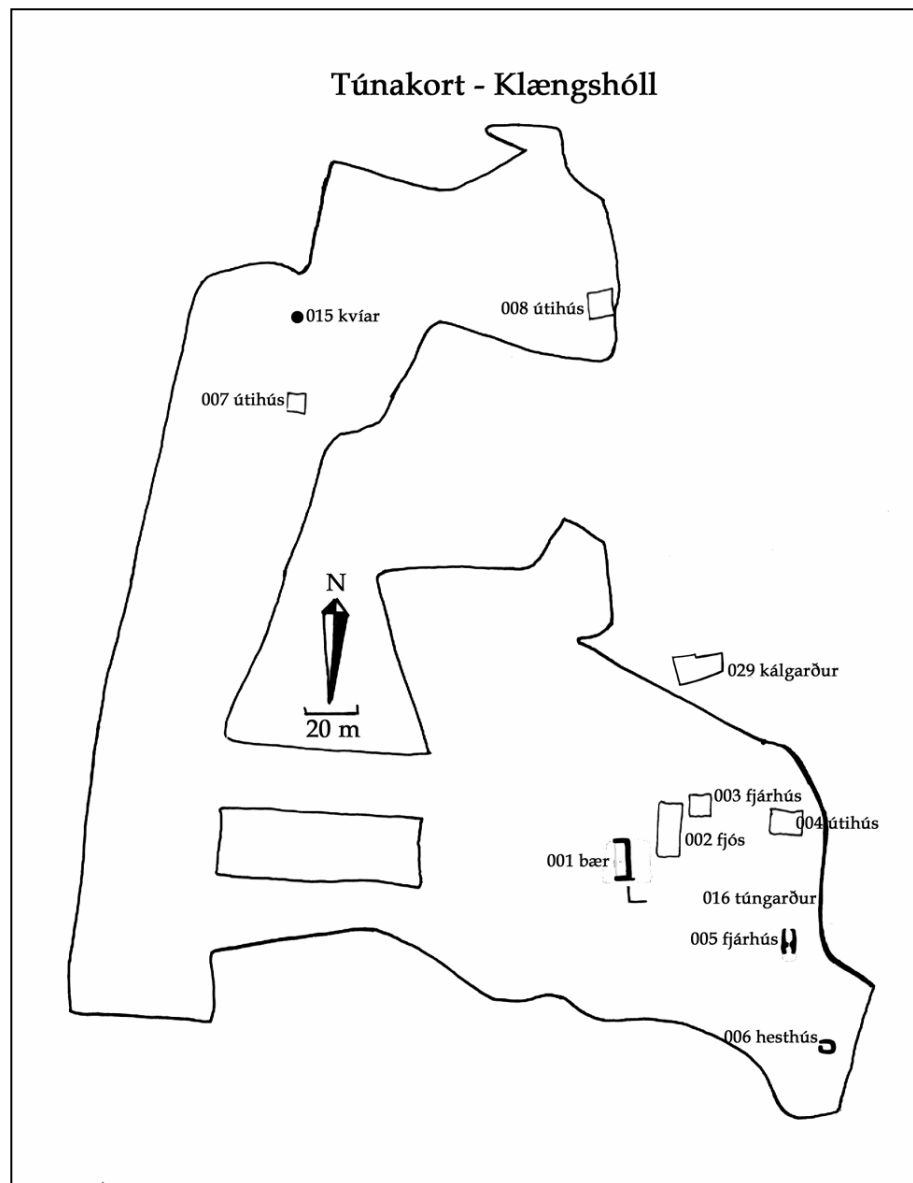 Túnakort - Klængshóll
008 útihús
015 kvíar
007 útihús
N
20 m
029 kálgarður
003 fjárhús
004 útihús
002 fjós
001 bær
016 túngarður
005 fjárhús
006 hesthús